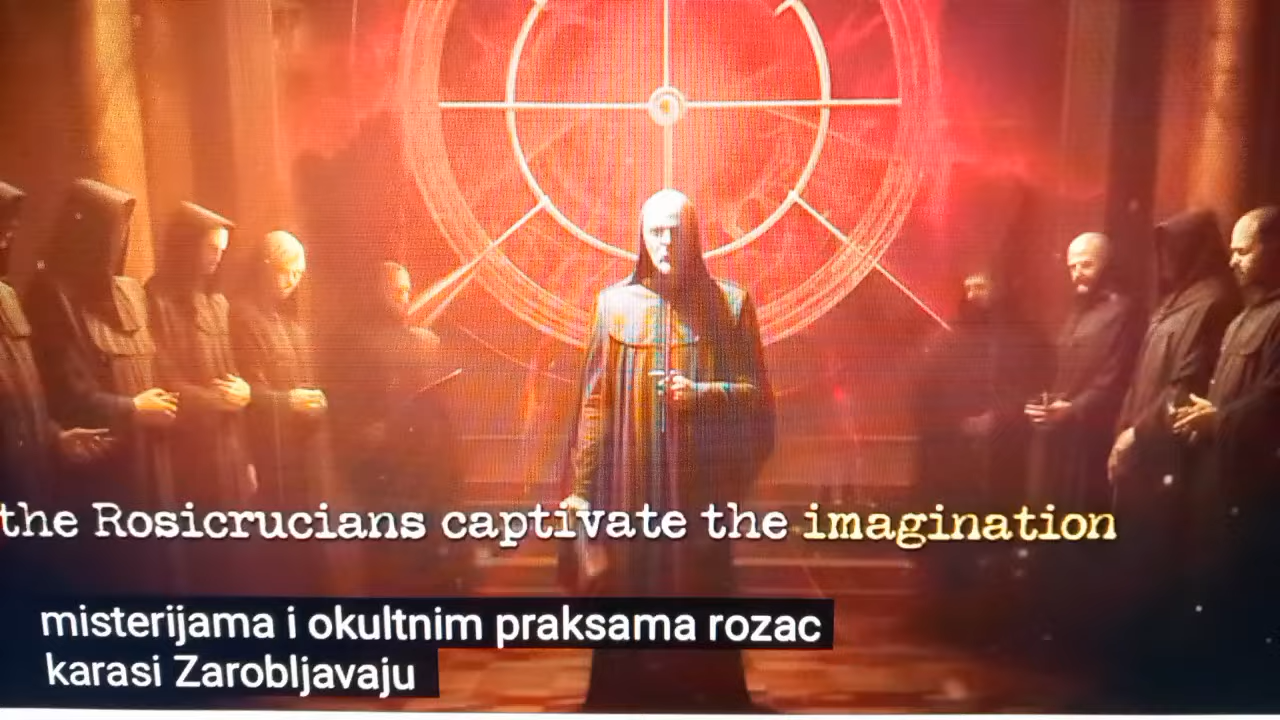 the Rosicrucians captivate the imagination
misterijama i okultnim praksama rozac
karasi Zarobljavaju